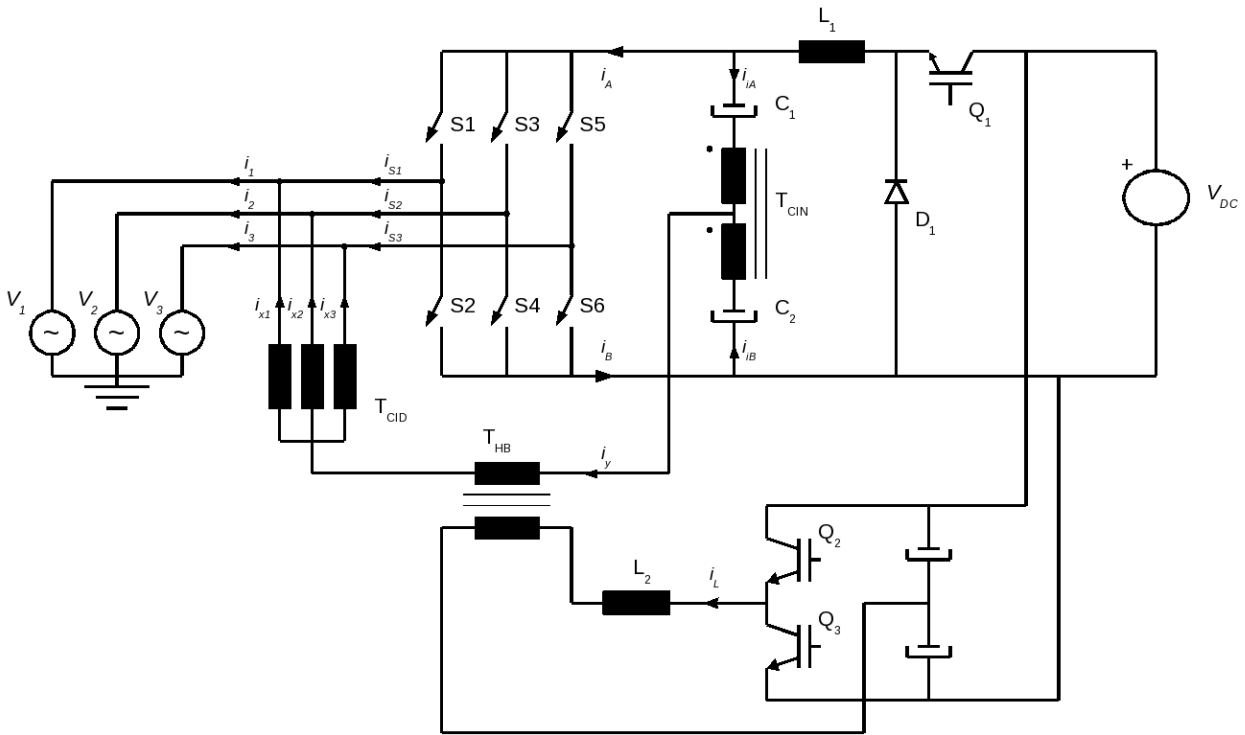 L1
iA
iiA
C1
Q1
S1 S3 S5
+
i1 iS1
i2 iS2
i3 iS3
TCIN
D1
VDC
V1 V2 V3
ix1 ix2 ix3
S2 S4 S6
C2
iB
iiB
~ ~ ~
TCID
THB
iy
Q2
L2
iL
Q3